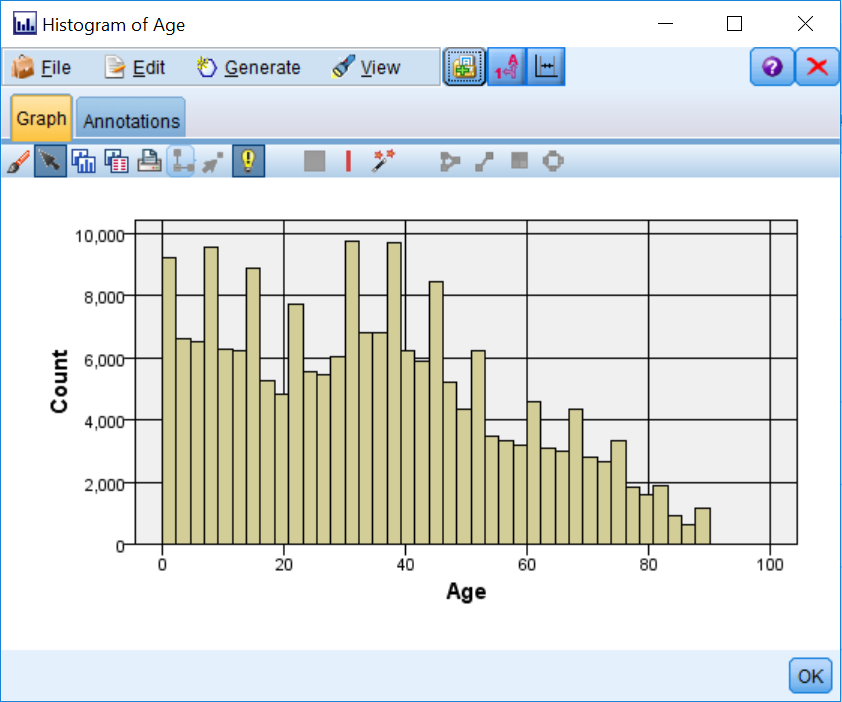 Histogram of Age
File Edit Generate View
Graph Annotations
10,000
8,000
6,000
4,000
2,000
0
Count
0 20 40 60 80 100
Age
OK